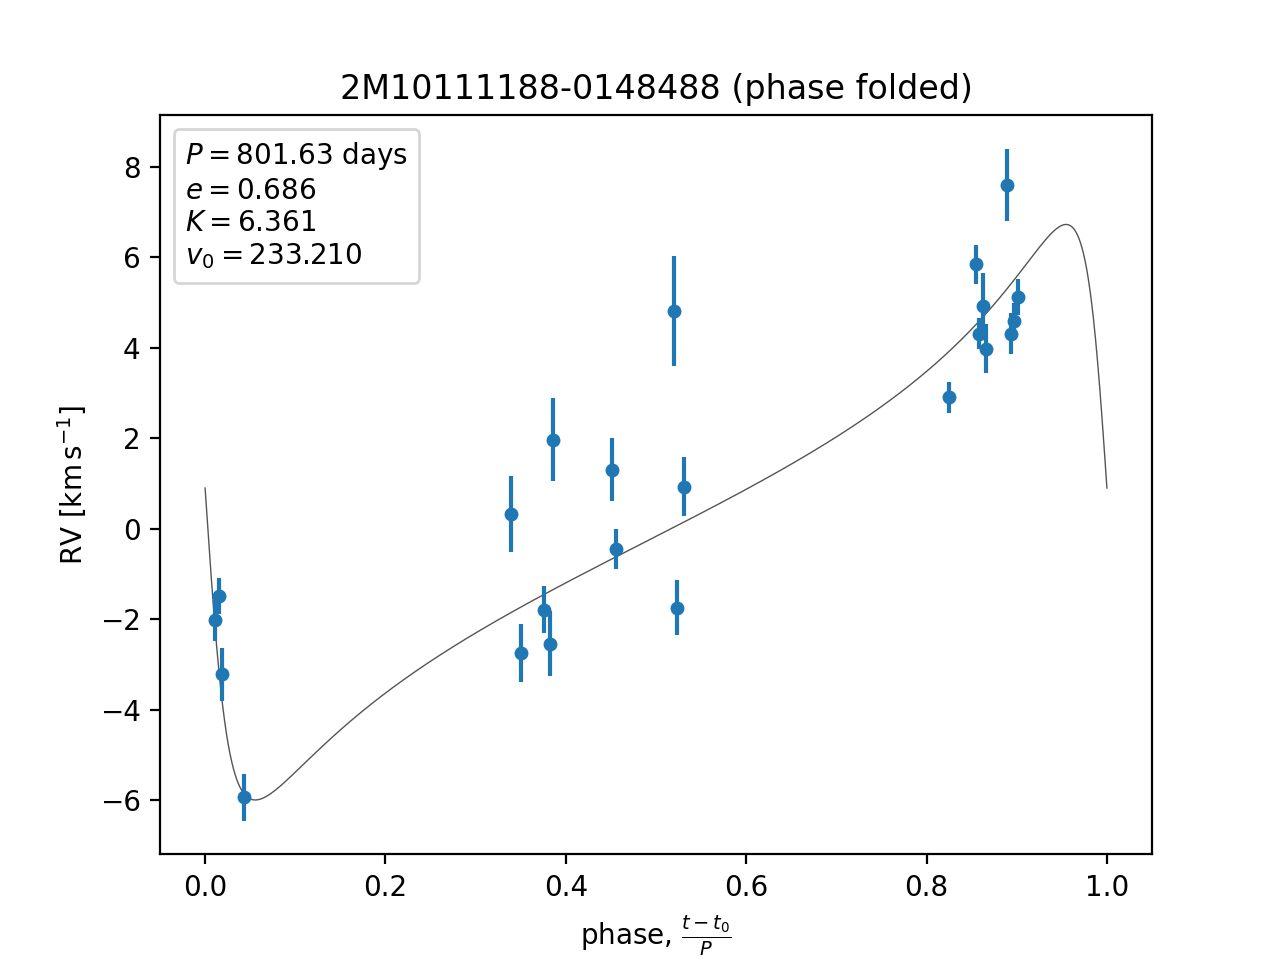 2M10111188-0148488 (phase folded)
P = 801.63 days
e = 0.686
K = 6.361
v₀ = 233.210
8
6
4
2
0
−2
−4
−6
RV [km s⁻¹]
0.0 0.2 0.4 0.6 0.8 1.0
phase, (t − t₀)/P